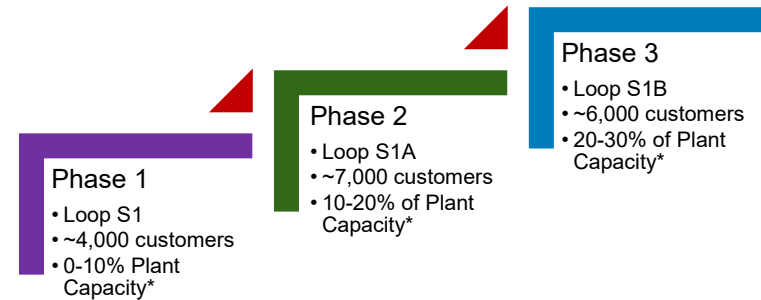 Phase 1
• Loop S1
• ~4,000 customers
• 0-10% Plant
Capacity*
Phase 2
• Loop S1A
• ~7,000 customers
• 10-20% of Plant
Capacity*
Phase 3
• Loop S1B
• ~6,000 customers
• 20-30% of Plant
Capacity*